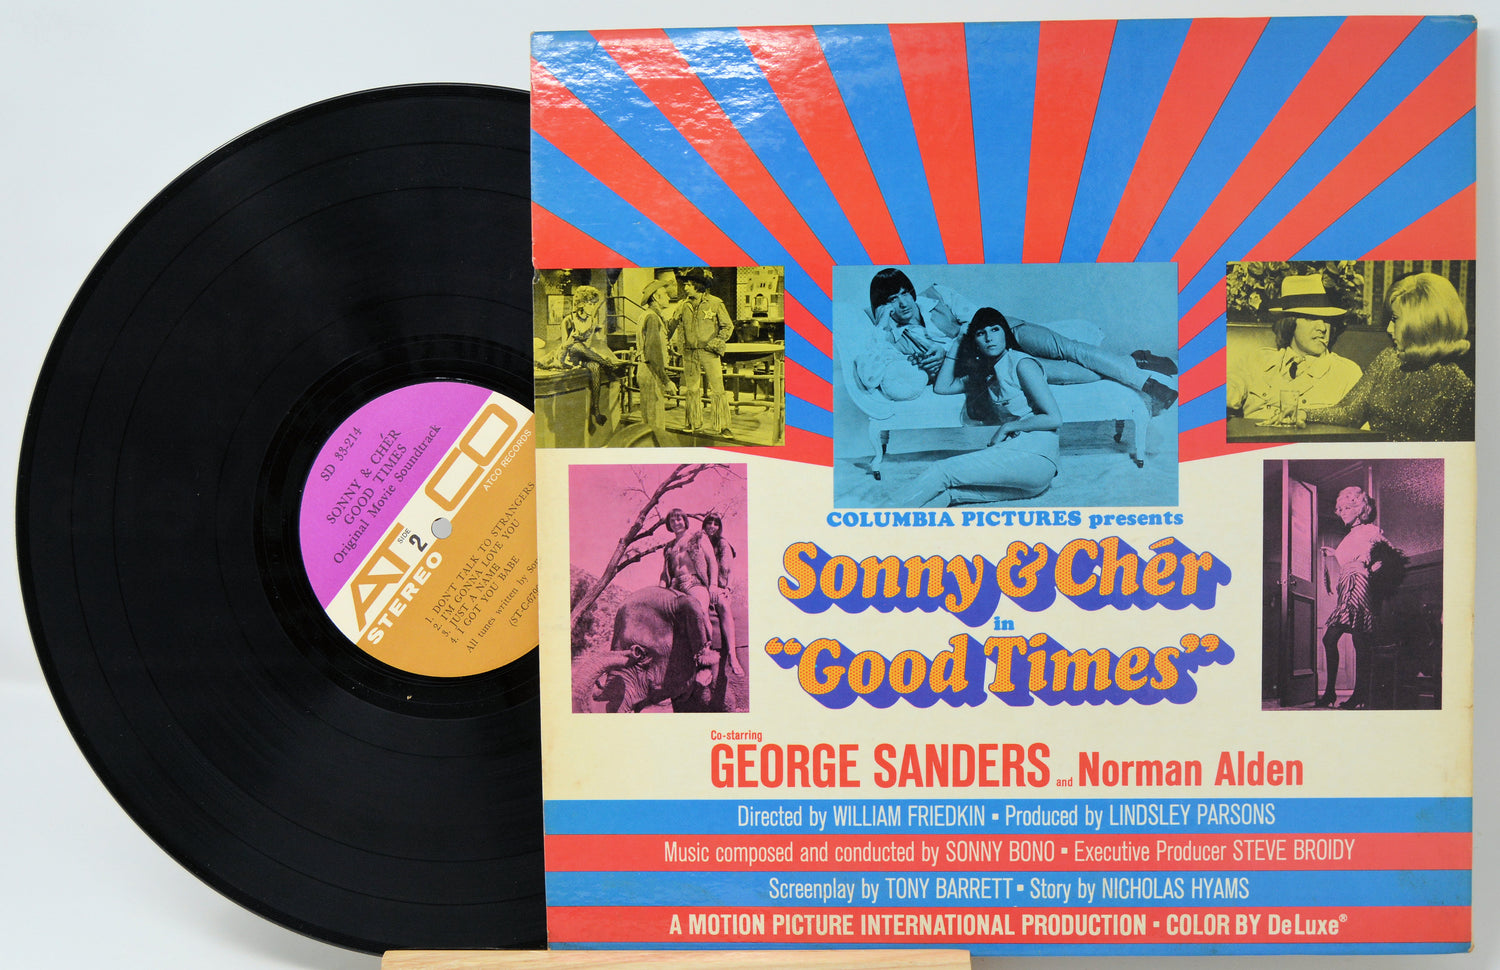 SD 33-214
SONNY & CHÉR
GOOD TIMES
Original Movie Soundtrack
ATCO
ATCO RECORDS
SIDE
2
STEREO
1. DON'T TALK TO STRANGERS
2. I'M GONNA LOVE YOU
3. JUST A NAME
4. I GOT YOU BABE
All tunes written by
COLUMBIA PICTURES presents
Sonny & Chér
in
“Good Times”
Co-starring
GEORGE SANDERS and Norman Alden
Directed by WILLIAM FRIEDKIN ▪ Produced by LINDSLEY PARSONS
Music composed and conducted by SONNY BONO ▪ Executive Producer STEVE BROIDY
Screenplay by TONY BARRETT ▪ Story by NICHOLAS HYAMS
A MOTION PICTURE INTERNATIONAL PRODUCTION ▪ COLOR BY DeLuxe®